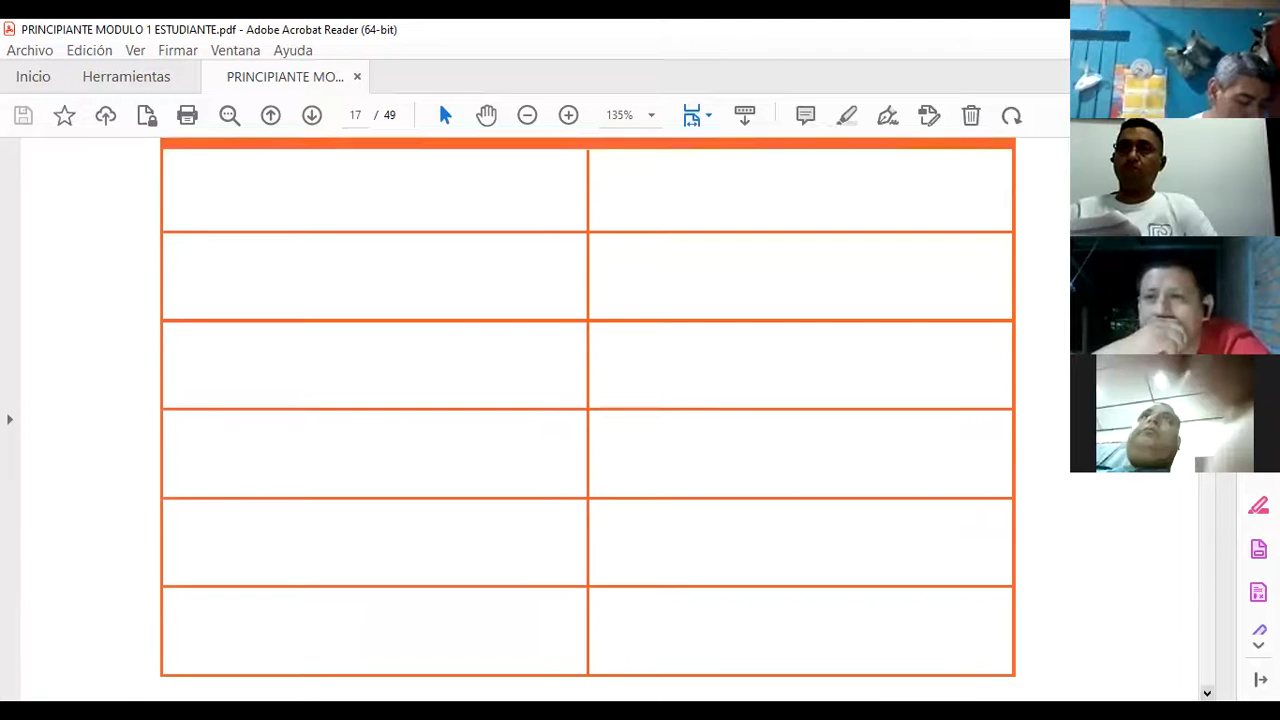 PRINCIPIANTE MODULO 1 ESTUDIANTE.pdf - Adobe Acrobat Reader (64-bit)
Archivo Edición Ver Firmar Ventana Ayuda
Inicio Herramientas PRINCIPIANTE MO... ×
17 / 49 135%